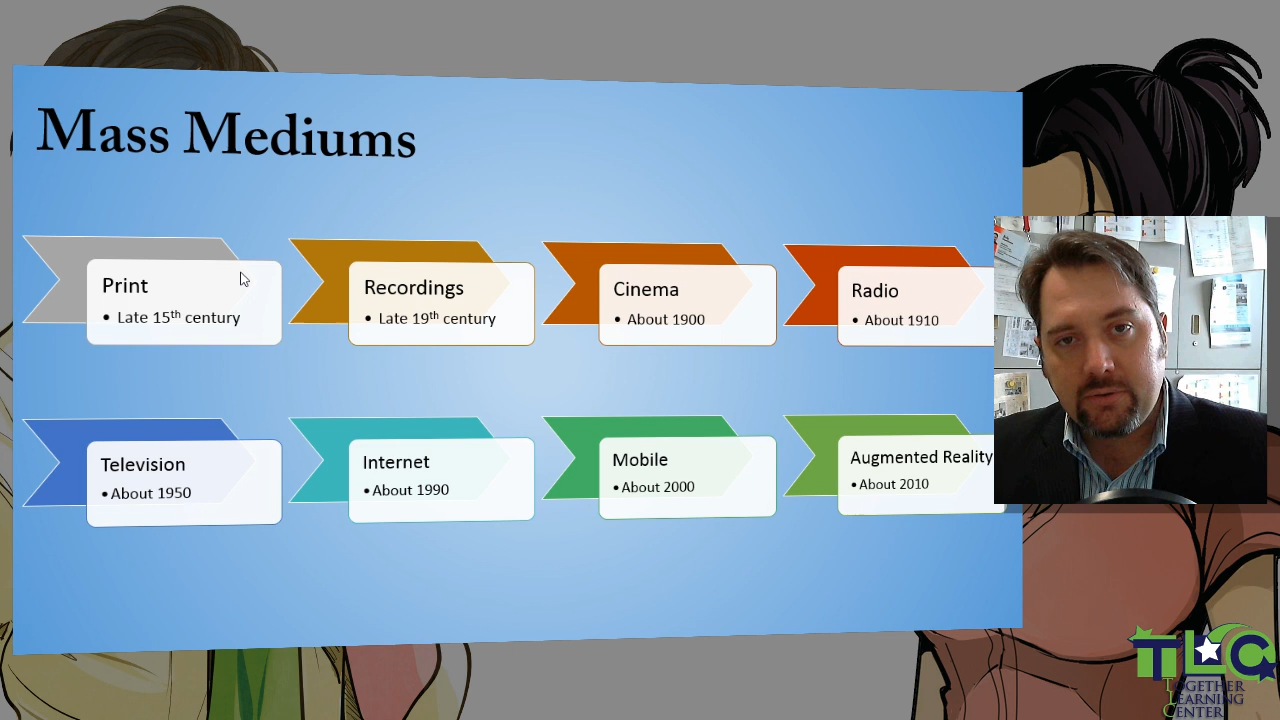 Mass Mediums
Print
• Late 15th century
Recordings
• Late 19th century
Cinema
• About 1900
Radio
• About 1910
Television
•About 1950
Internet
•About 1990
Mobile
•About 2000
Augmented Reality
•About 2010
TLC
TOGETHER
LEARNING
CENTER